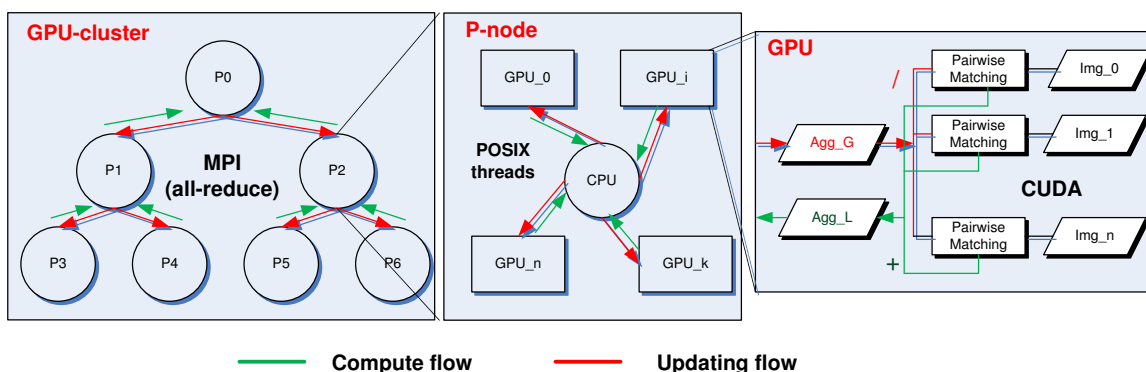 GPU-cluster
P0
P1
MPI
(all-reduce)
P2
P3
P4
P5
P6
P-node
GPU_0
GPU_i
POSIX
threads
CPU
GPU_n
GPU_k
GPU
/
Pairwise
Matching
Img_0
Agg_G
Pairwise
Matching
Img_1
CUDA
Agg_L
Pairwise
Matching
Img_n
+
Compute flow
Updating flow